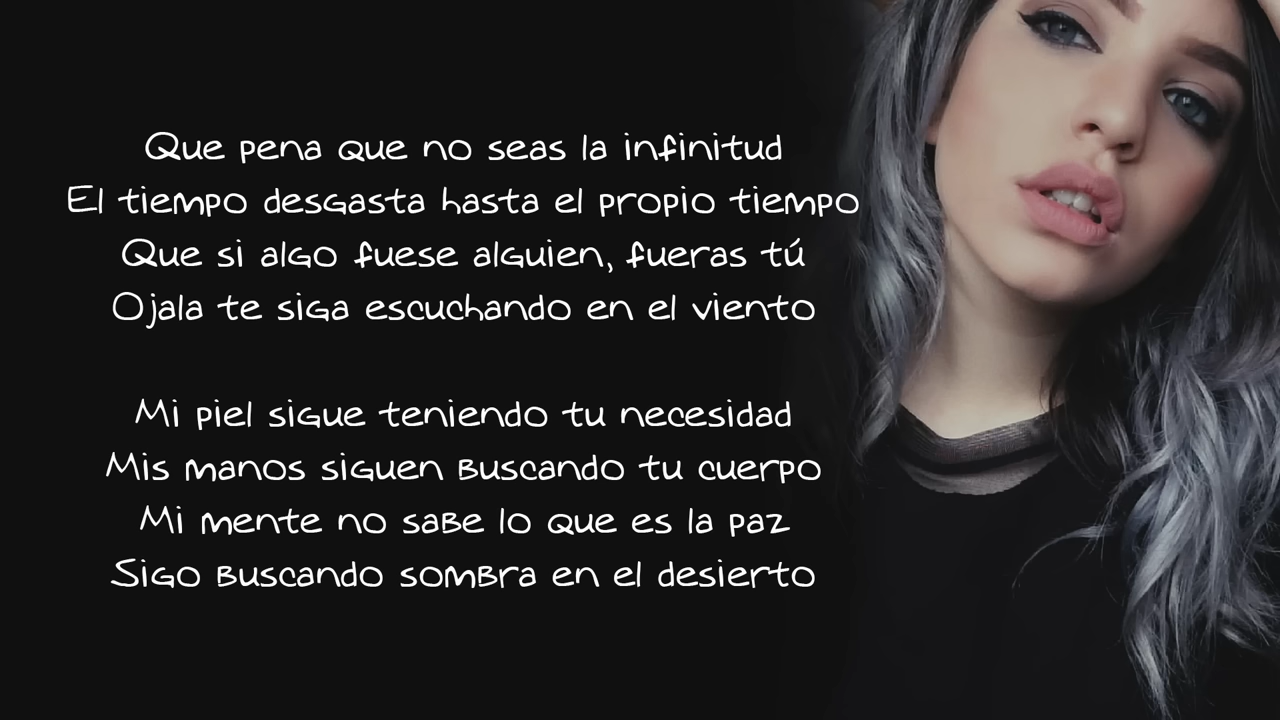 Que pena que no seas la infinitud
El tiempo desgasta hasta el propio tiempo
Que si algo fuese alguien, fueras tú
Ojala te siga escuchando en el viento
Mi piel sigue teniendo tu necesidad
Mis manos siguen buscando tu cuerpo
Mi mente no sabe lo que es la paz
Sigo buscando sombra en el desierto